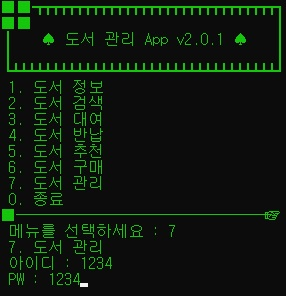 ♠ 도서 관리 App v2.0.1 ♠
1. 도서 정보
2. 도서 검색
3. 도서 대여
4. 도서 반납
5. 도서 추천
6. 도서 구매
7. 도서 관리
0. 종료
메뉴를 선택하세요 : 7
7. 도서 관리
아이디 : 1234
PW : 1234